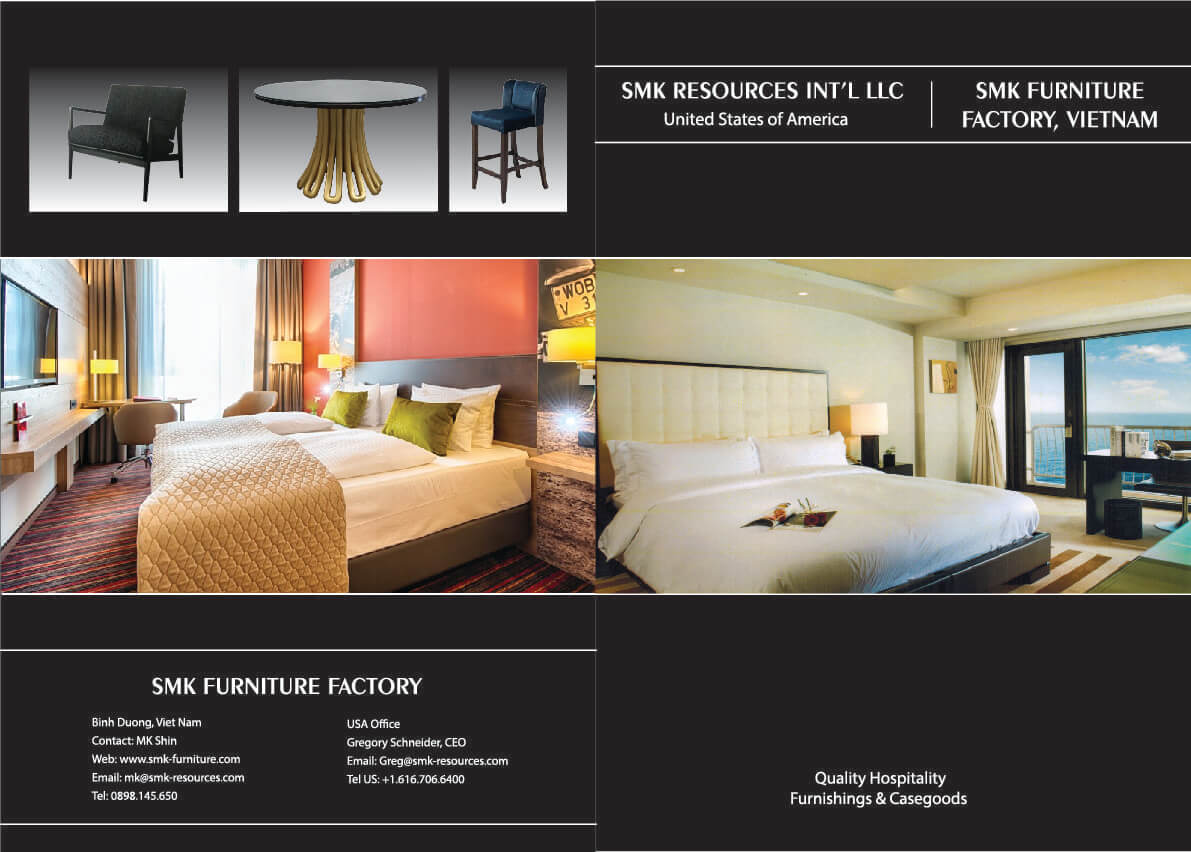 SMK RESOURCES INT'L LLC
United States of America
SMK FURNITURE
FACTORY, VIETNAM
WOB
V 31
SMK FURNITURE FACTORY
Binh Duong, Viet Nam
Contact: MK Shin
Web: www.smk-furniture.com
Email: mk@smk-resources.com
Tel: 0898.145.650
USA Office
Gregory Schneider, CEO
Email: Greg@smk-resources.com
Tel US: +1.616.706.6400
Quality Hospitality
Furnishings & Casegoods